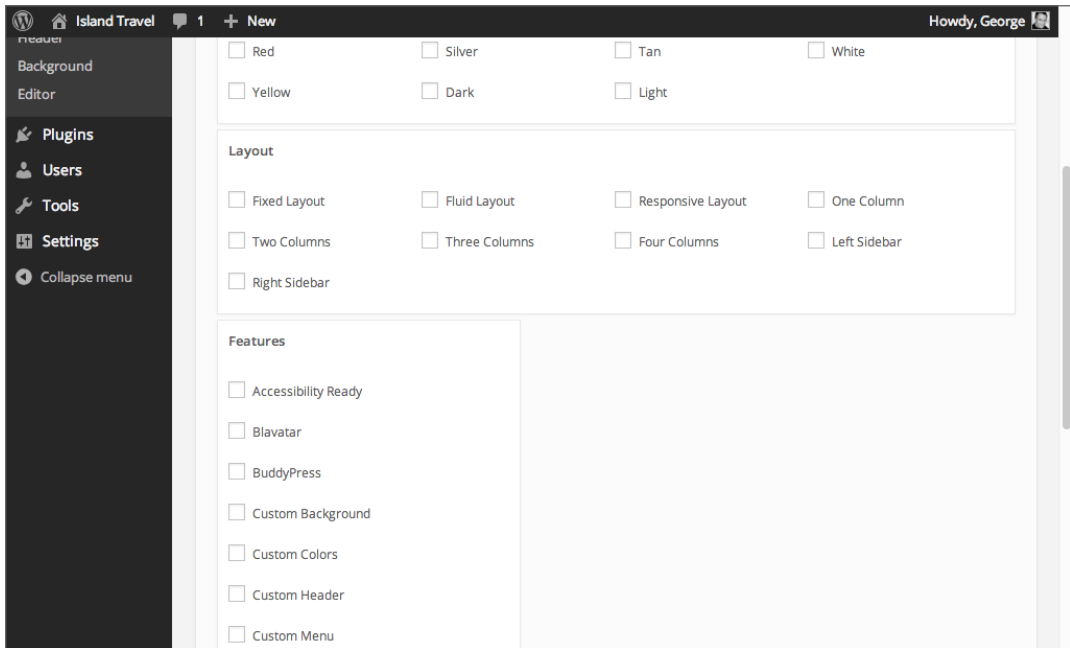 Island Travel 1 + New Howdy, George
Header
Background
Editor
Plugins
Users
Tools
Settings
Collapse menu
Red Silver Tan White
Yellow Dark Light
Layout
Fixed Layout Fluid Layout Responsive Layout One Column
Two Columns Three Columns Four Columns Left Sidebar
Right Sidebar
Features
Accessibility Ready
Blavatar
BuddyPress
Custom Background
Custom Colors
Custom Header
Custom Menu